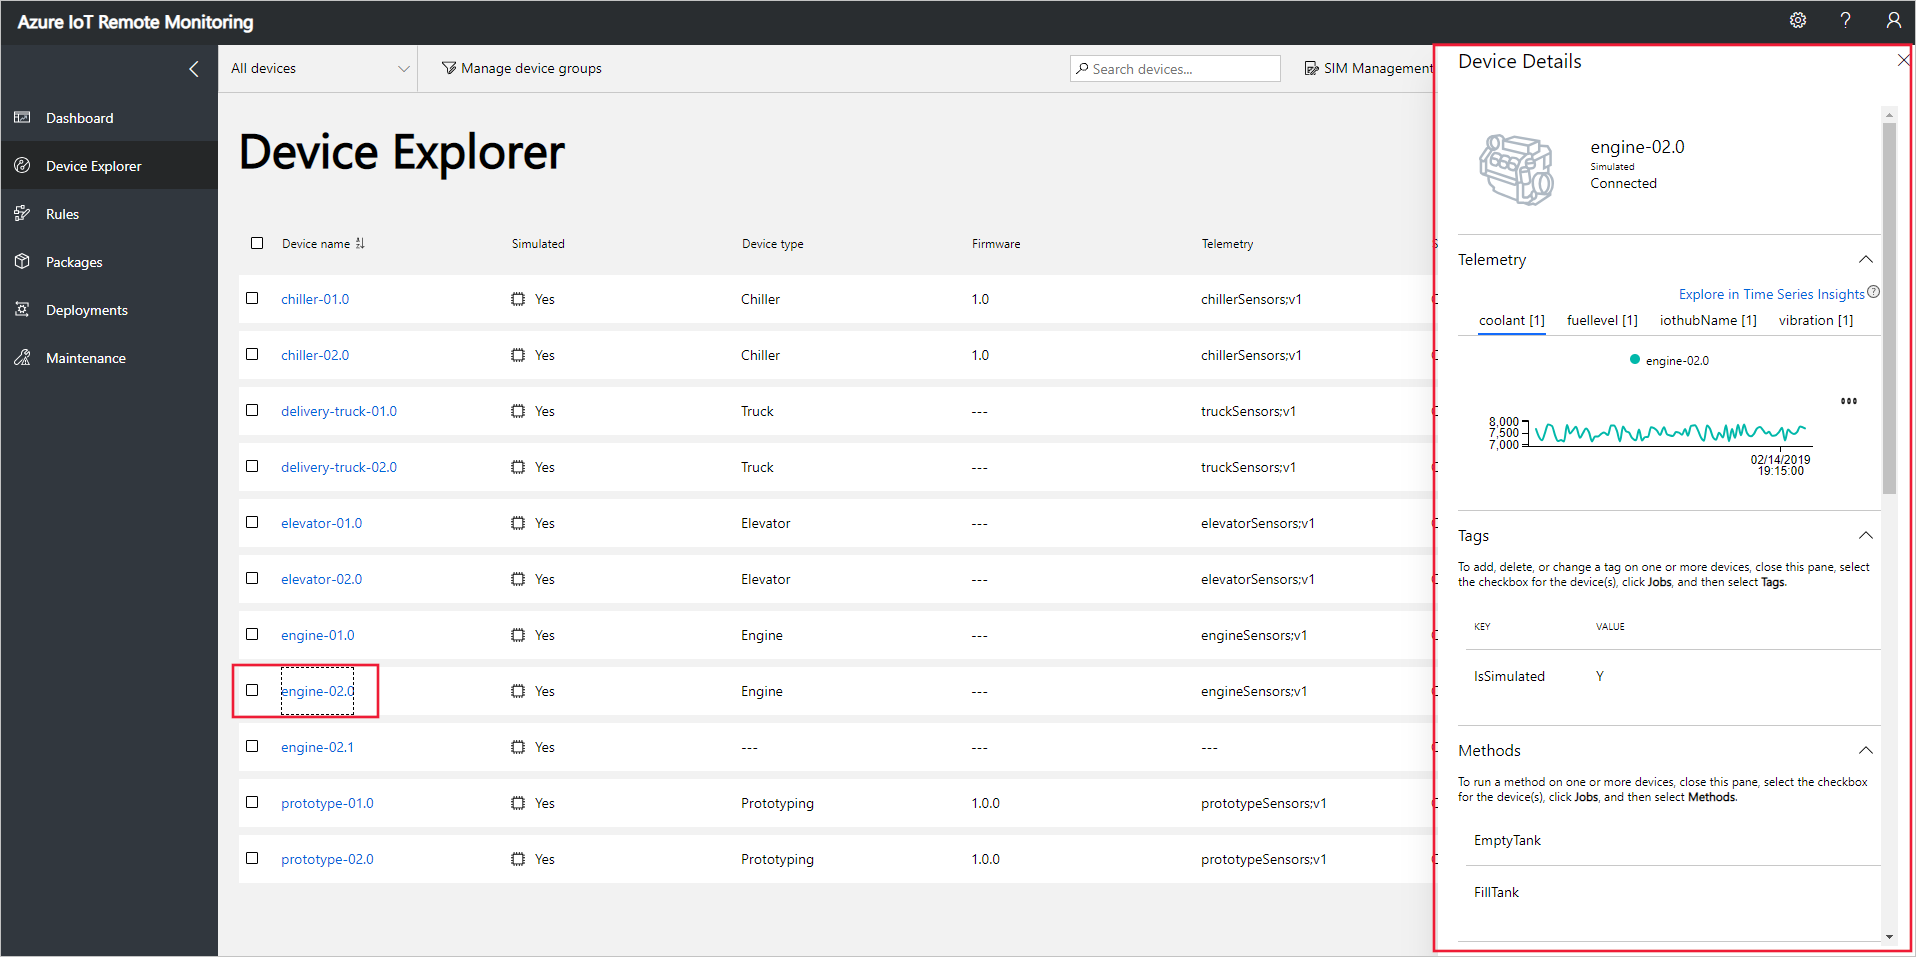 Azure IoT Remote Monitoring
?
All devices
Manage device groups
Search devices...
SIM Management
Dashboard
Device Explorer
Rules
Packages
Deployments
Maintenance
Device Explorer
Device name Simulated Device type Firmware Telemetry
chiller-01.0 Yes Chiller 1.0 chillerSensors;v1
chiller-02.0 Yes Chiller 1.0 chillerSensors;v1
delivery-truck-01.0 Yes Truck --- truckSensors;v1
delivery-truck-02.0 Yes Truck --- truckSensors;v1
elevator-01.0 Yes Elevator --- elevatorSensors;v1
elevator-02.0 Yes Elevator --- elevatorSensors;v1
engine-01.0 Yes Engine --- engineSensors;v1
engine-02.0 Yes Engine --- engineSensors;v1
engine-02.1 Yes --- --- ---
prototype-01.0 Yes Prototyping 1.0.0 prototypeSensors;v1
prototype-02.0 Yes Prototyping 1.0.0 prototypeSensors;v1
Device Details
engine-02.0
Simulated
Connected
Telemetry
Explore in Time Series Insights ?
coolant [1] fuellevel [1] iothubName [1] vibration [1]
engine-02.0
8,000
7,500
7,000
02/14/2019
19:15:00
Tags
To add, delete, or change a tag on one or more devices, close this pane, select
the checkbox for the device(s), click Jobs, and then select Tags.
KEY VALUE
IsSimulated Y
Methods
To run a method on one or more devices, close this pane, select the checkbox
for the device(s), click Jobs, and then select Methods.
EmptyTank
FillTank